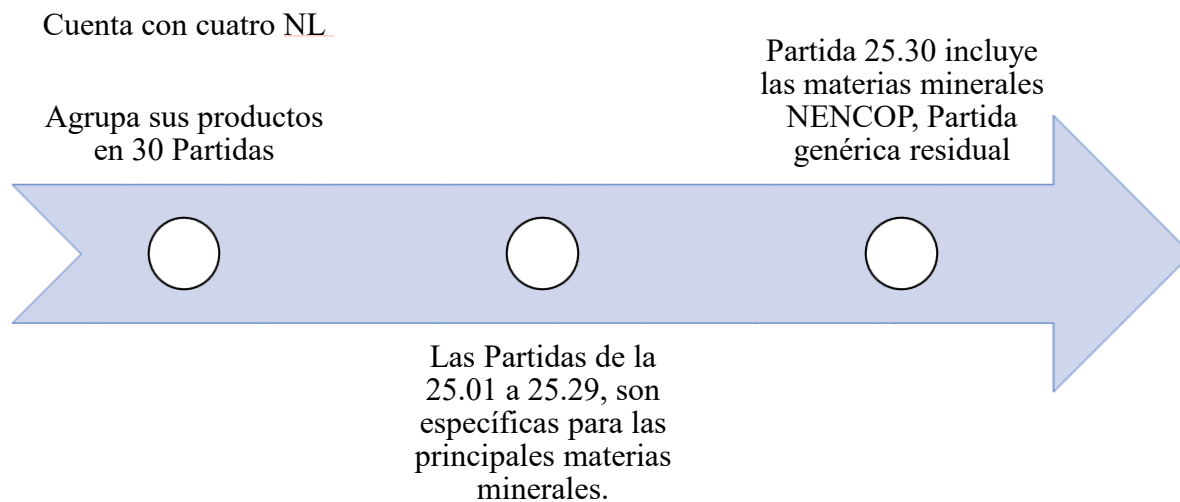 Cuenta con cuatro NL
Agrupa sus productos
en 30 Partidas
Las Partidas de la
25.01 a 25.29, son
específicas para las
principales materias
minerales.
Partida 25.30 incluye
las materias minerales
NENCOP, Partida
genérica residual